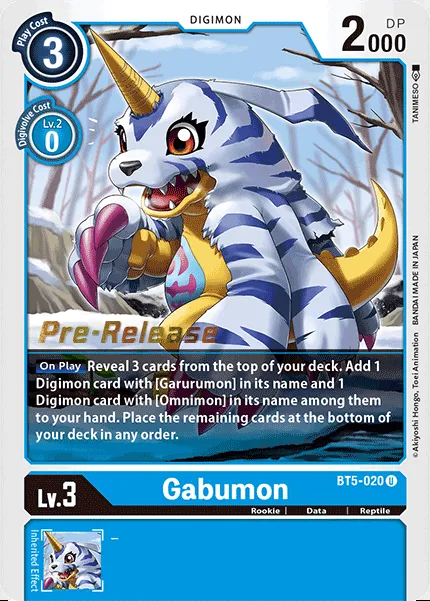 DIGIMON
Play Cost
3
DP
2000
Digivolve Cost
Lv.2
0
TANIMESO
Pre-Release
On Play Reveal 3 cards from the top of your deck. Add 1
Digimon card with [Garurumon] in its name and 1
Digimon card with [Omnimon] in its name among them
to your hand. Place the remaining cards at the bottom of
your deck in any order.
© Akiyoshi Hongo, Toei Animation BANDAI MADE IN JAPAN
Lv.3
Gabumon
BT5-020 U
Rookie | Data | Reptile
Inherited Effect
-